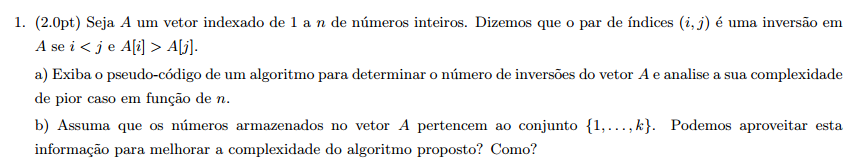 1. (2.0pt) Seja A um vetor indexado de 1 a n de números inteiros. Dizemos que o par de índices (i, j) é uma inversão em
A se i < j e A[i] > A[j].
a) Exiba o pseudo-código de um algoritmo para determinar o número de inversões do vetor A e analise a sua complexidade
de pior caso em função de n.
b) Assuma que os números armazenados no vetor A pertencem ao conjunto {1, . . . , k}. Podemos aproveitar esta
informação para melhorar a complexidade do algoritmo proposto? Como?